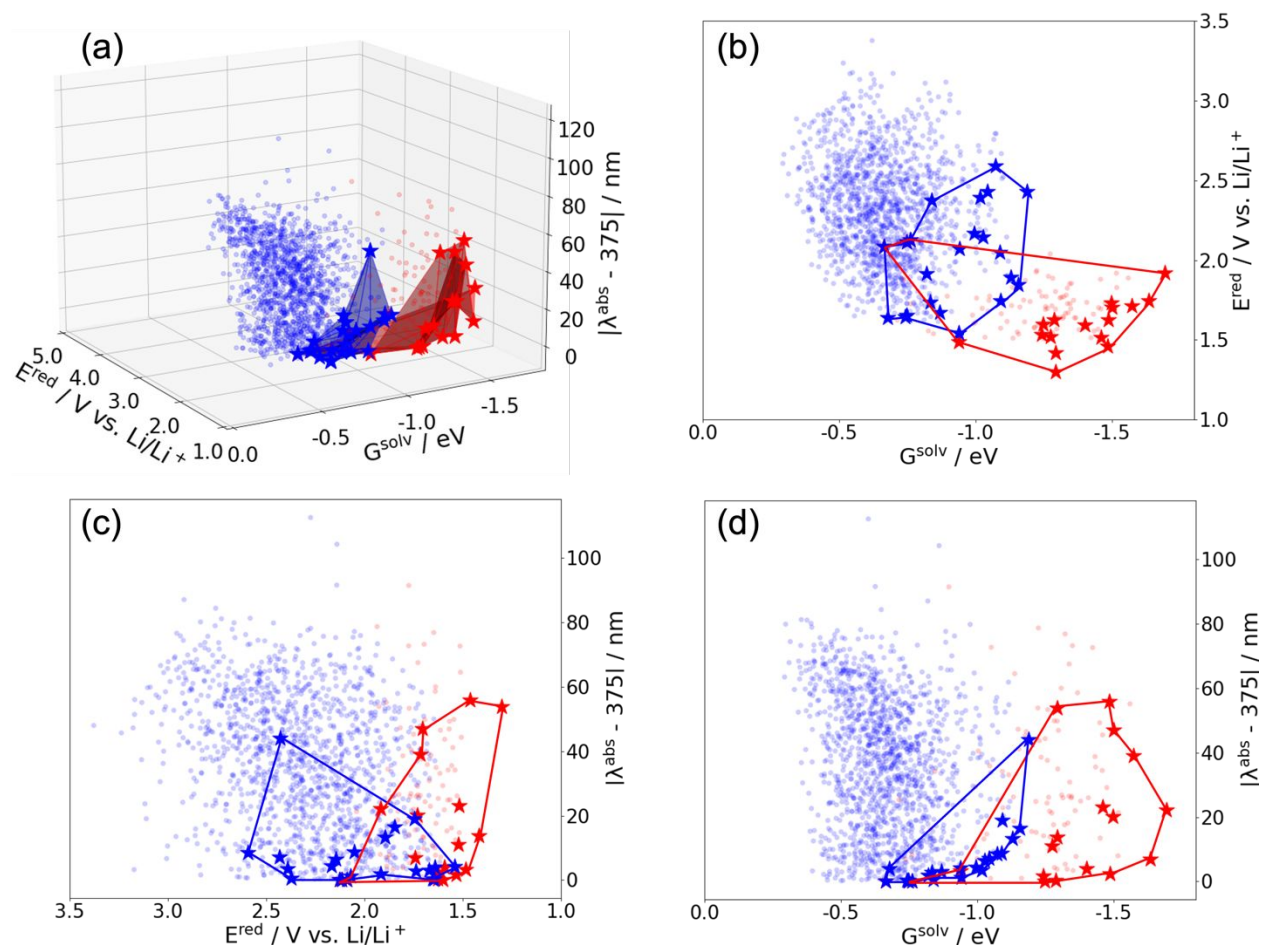 (a)
120
100
80
60
40
20
0
|λ^abs - 375| / nm
5.0
4.0
3.0
2.0
1.0
E^red / V vs. Li/Li^+
0.0
-0.5
-1.0
-1.5
G^solv / eV
(b)
3.5
3.0
2.5
2.0
1.5
1.0
E^red / V vs. Li/Li^+
0.0 -0.5 -1.0 -1.5
G^solv / eV
(c)
100
80
60
40
20
0
|λ^abs - 375| / nm
3.5 3.0 2.5 2.0 1.5 1.0
E^red / V vs. Li/Li^+
(d)
100
80
60
40
20
0
|λ^abs - 375| / nm
0.0 -0.5 -1.0 -1.5
G^solv / eV